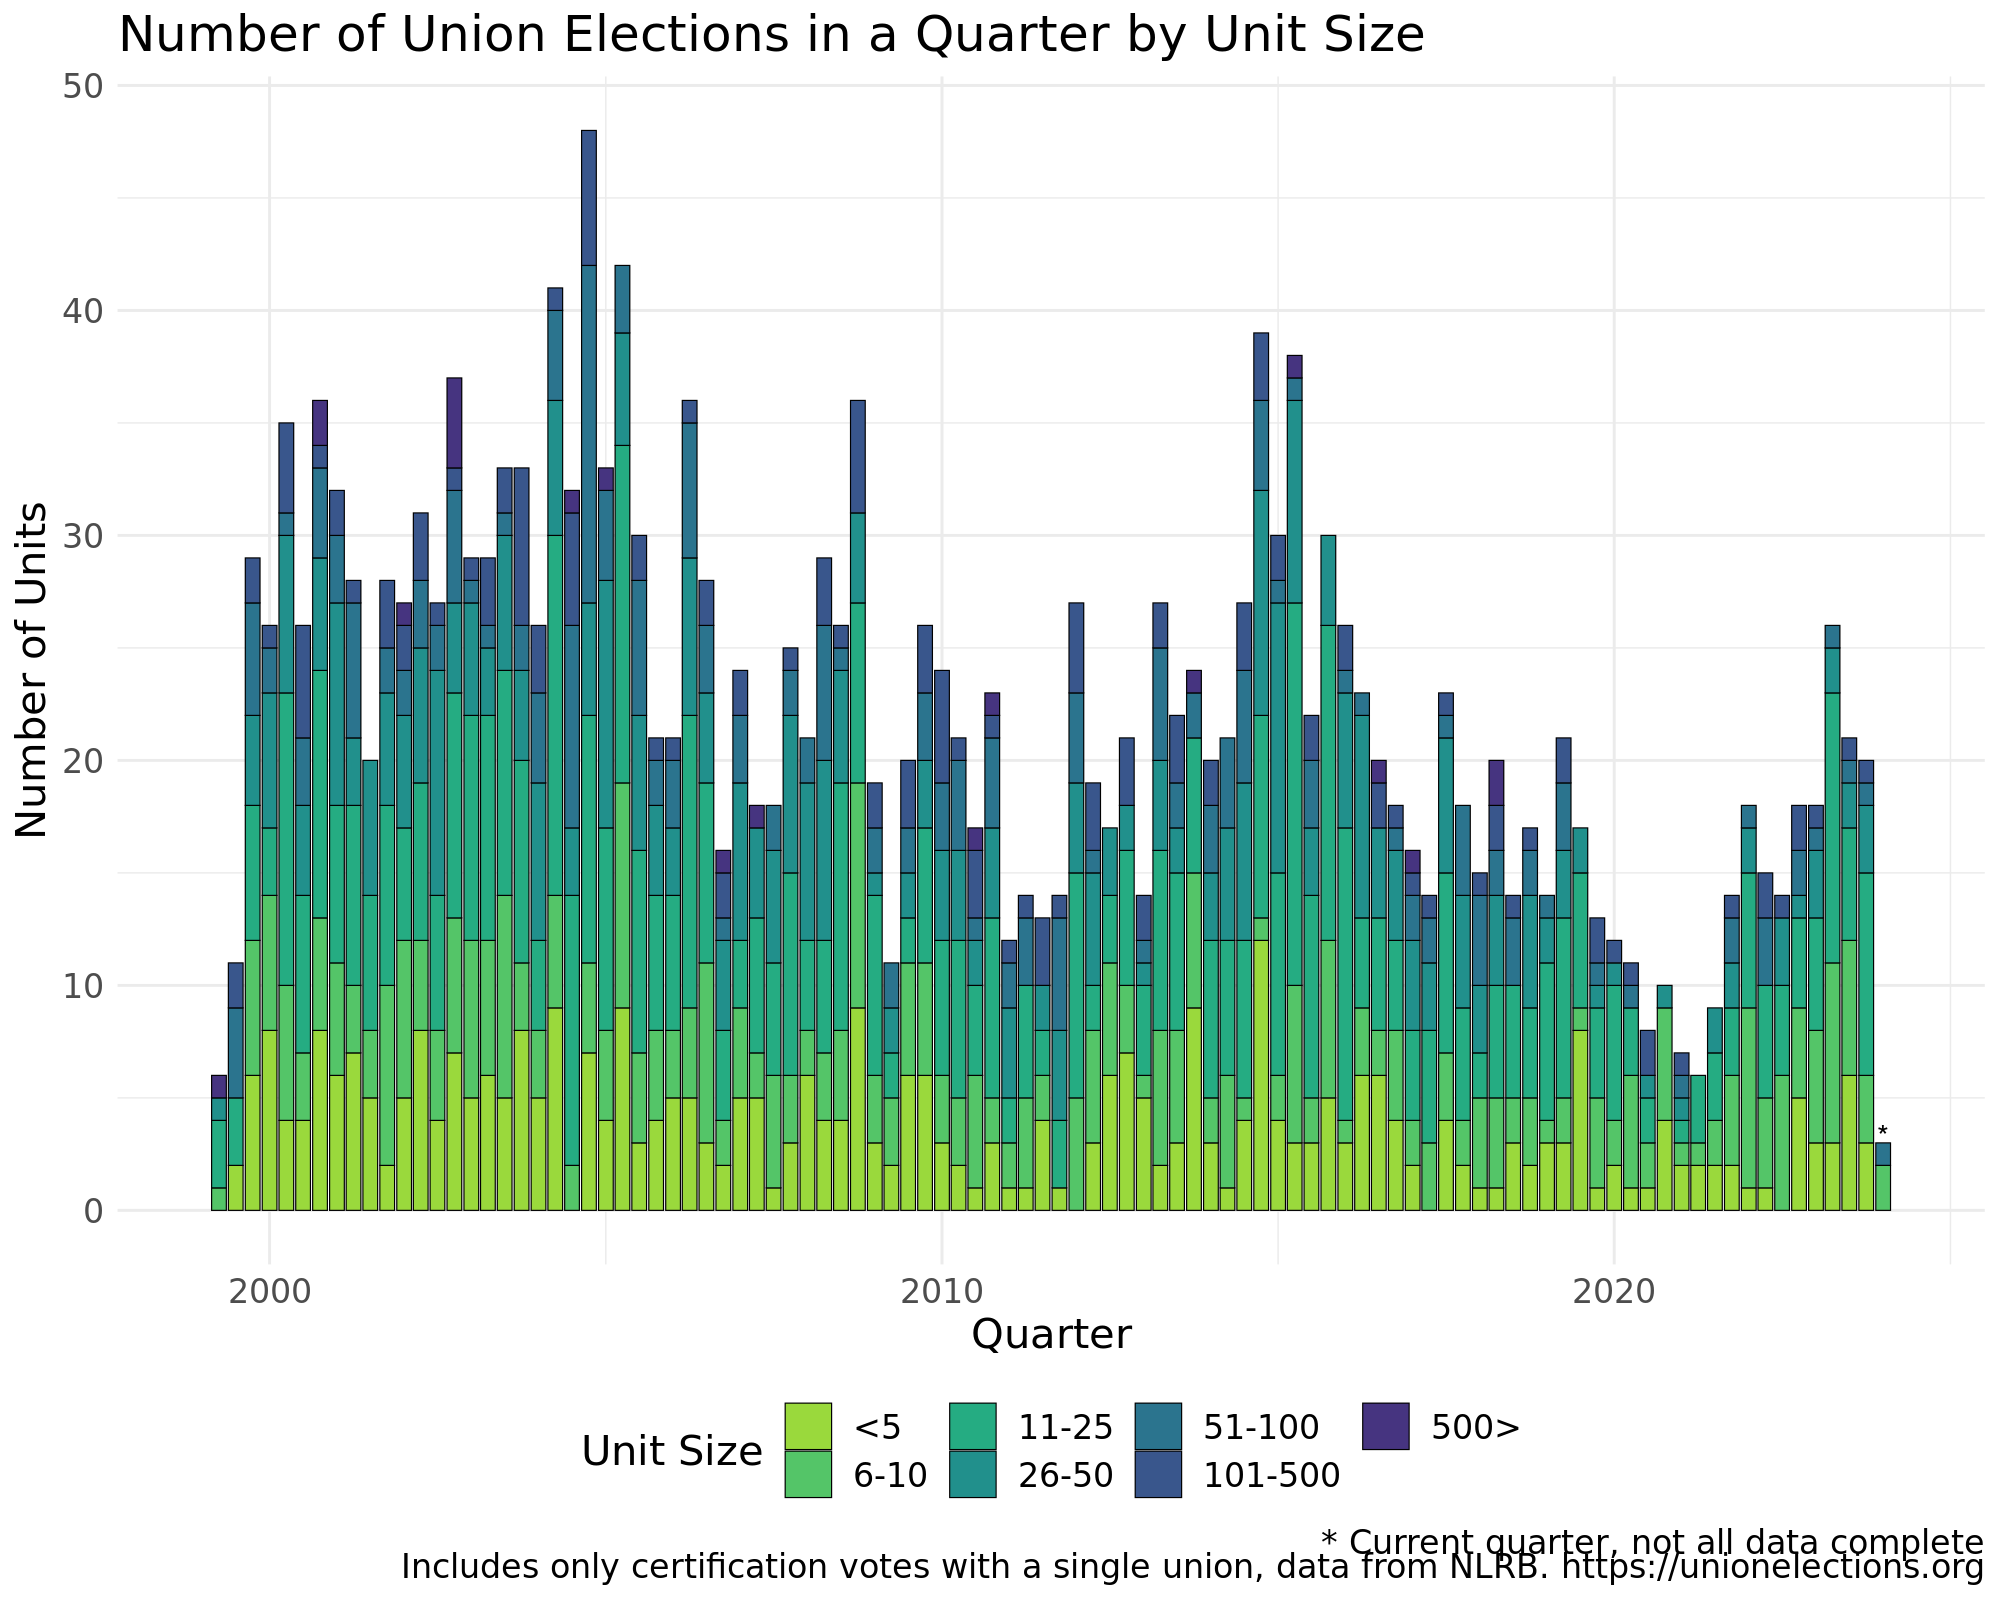 Number of Union Elections in a Quarter by Unit Size
50
40
30
20
10
0
Number of Units
*
2000
2010
2020
Quarter
Unit Size
<5
11-25
51-100
500>
6-10
26-50
101-500
* Current quarter, not all data complete
Includes only certification votes with a single union, data from NLRB. https://unionelections.org